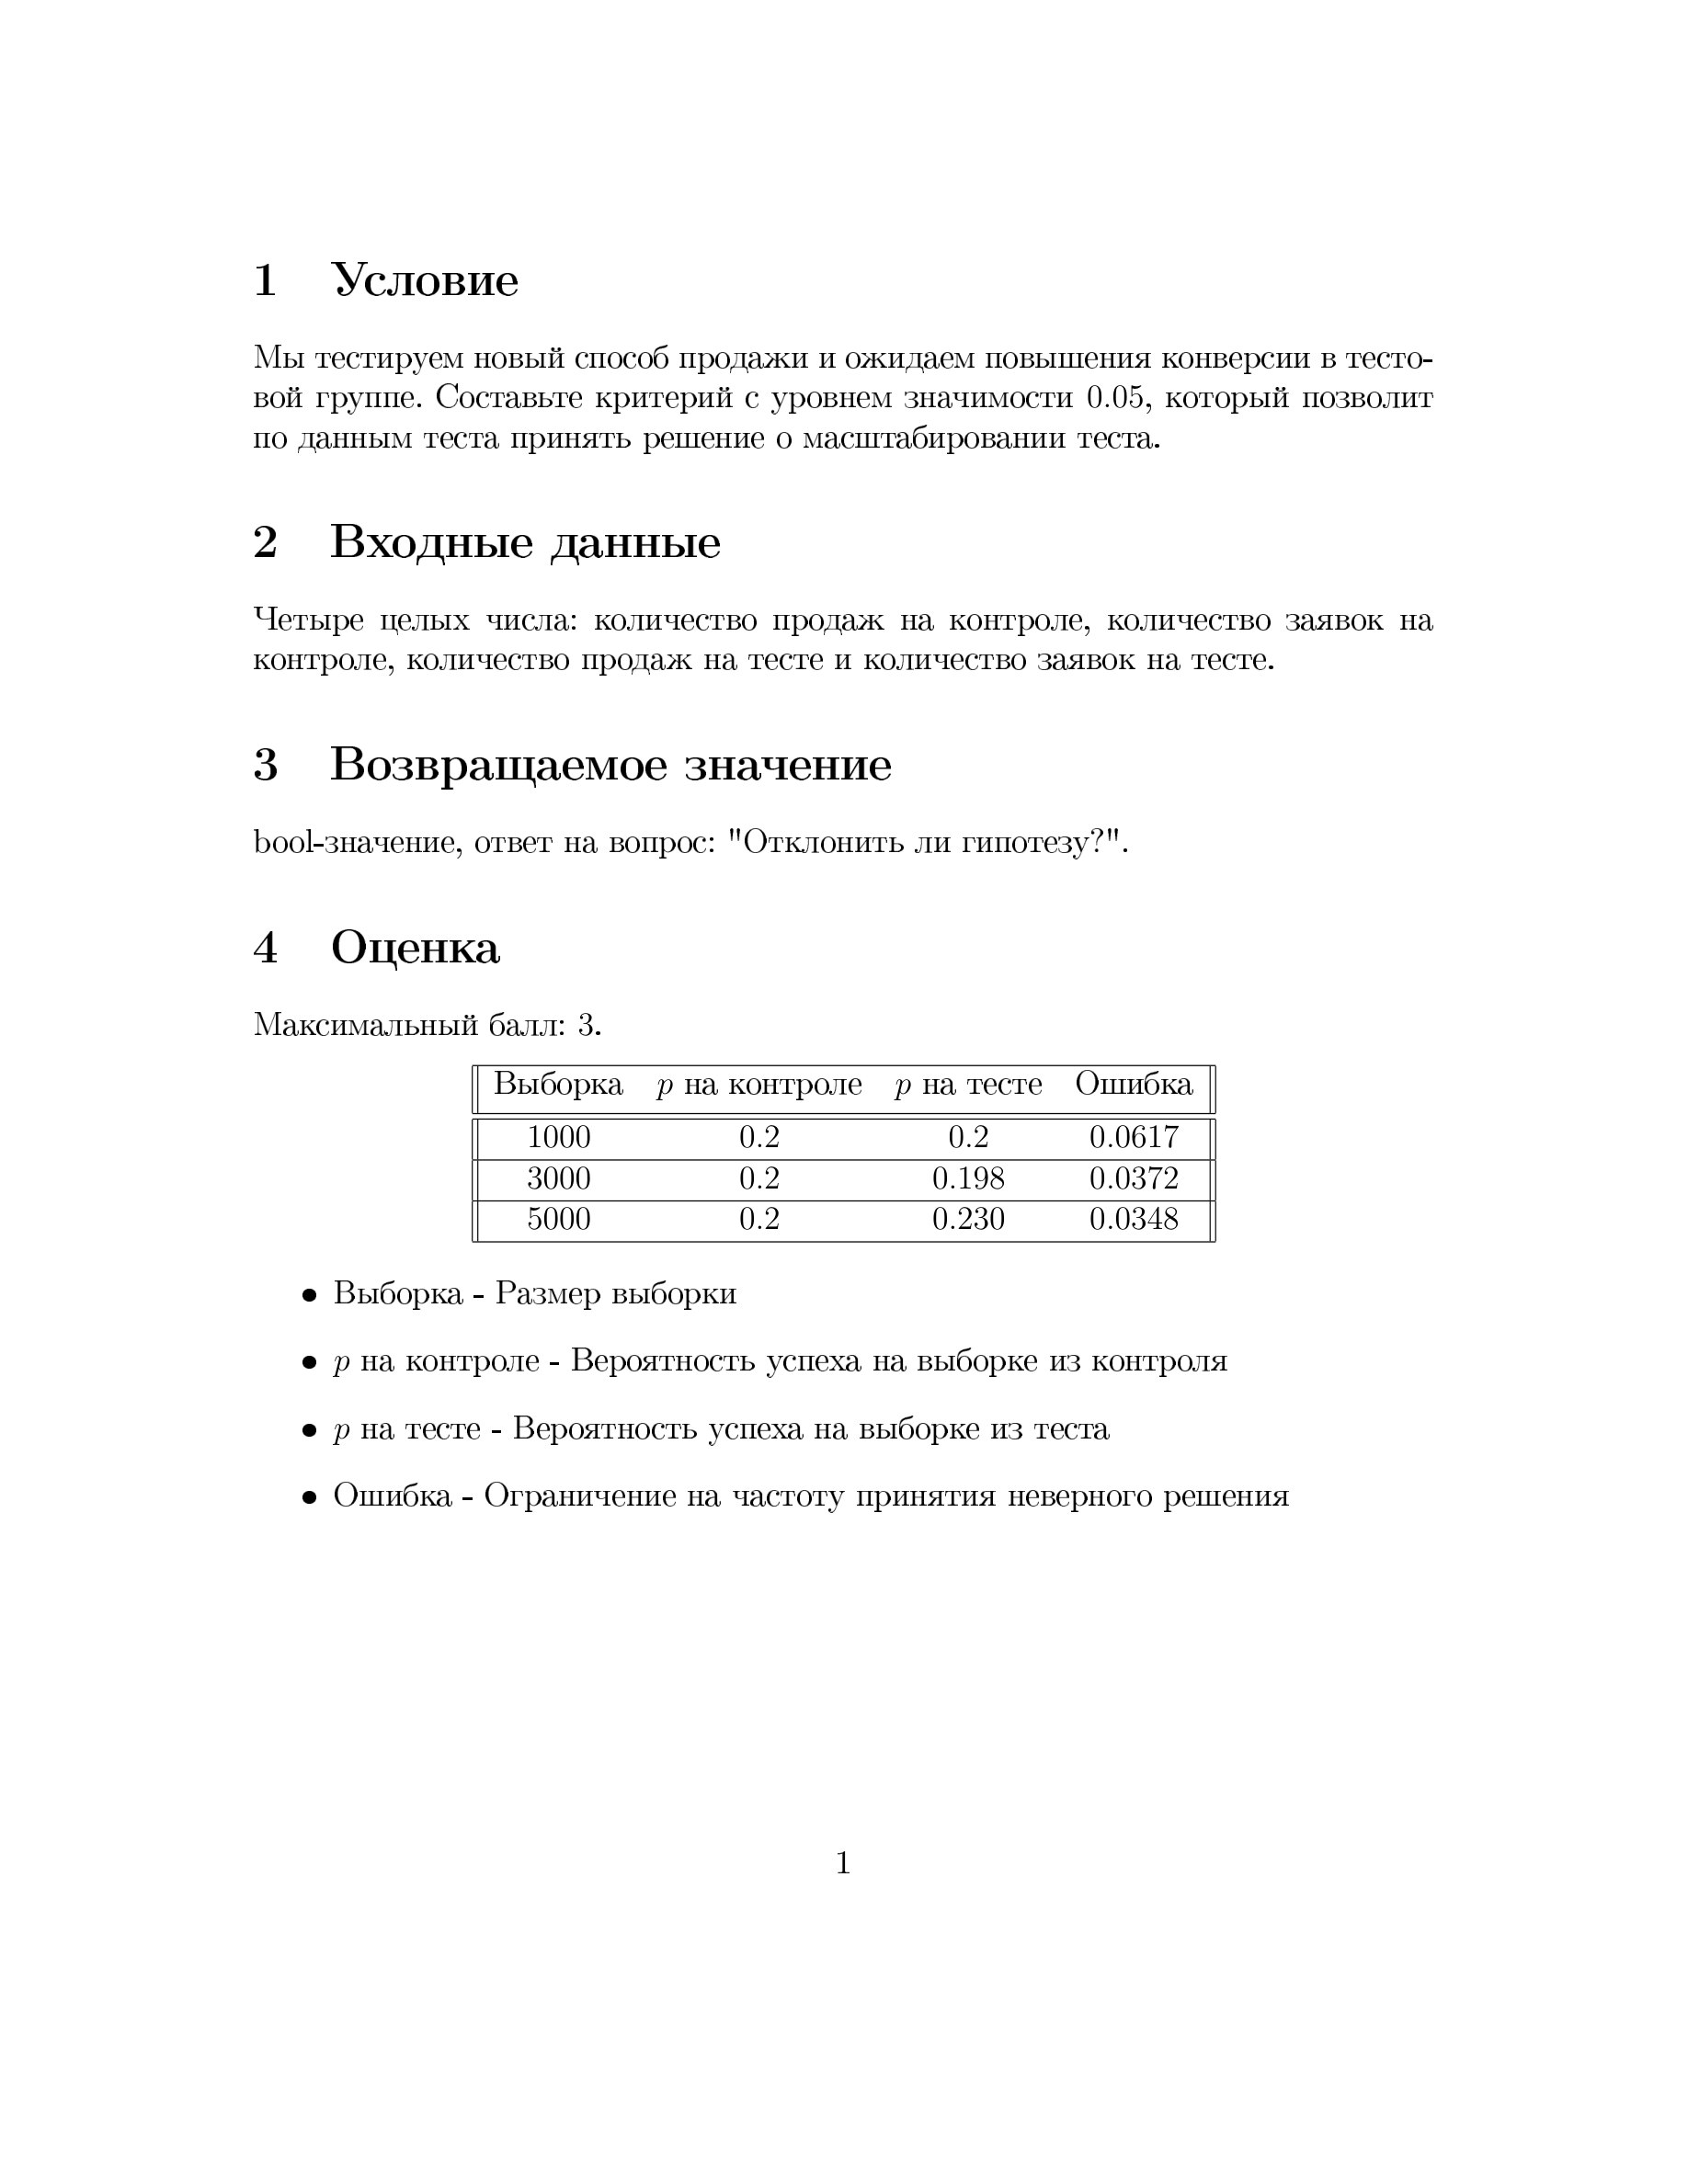 1 Условие
Мы тестируем новый способ продажи и ожидаем повышения конверсии в тесто-
вой группе. Составьте критерий с уровнем значимости 0.05, который позволит
по данным теста принять решение о масштабировании теста.
2 Входные данные
Четыре целых числа: количество продаж на контроле, количество заявок на
контроле, количество продаж на тесте и количество заявок на тесте.
3 Возвращаемое значение
bool-значение, ответ на вопрос: "Отклонить ли гипотезу?".
4 Оценка
Максимальный балл: 3.
Выборка p на контроле p на тесте Ошибка
1000 0.2 0.2 0.0617
3000 0.2 0.198 0.0372
5000 0.2 0.230 0.0348
• Выборка - Размер выборки
• p на контроле - Вероятность успеха на выборке из контроля
• p на тесте - Вероятность успеха на выборке из теста
• Ошибка - Ограничение на частоту принятия неверного решения
1